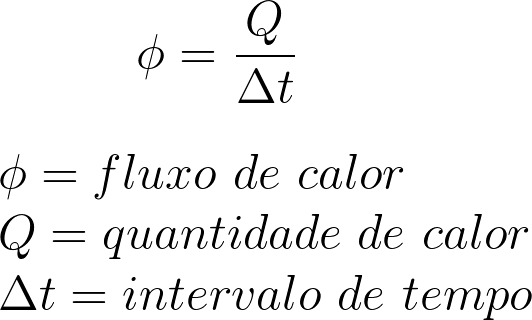 ϕ = Q / Δt
ϕ = fluxo de calor
Q = quantidade de calor
Δt = intervalo de tempo